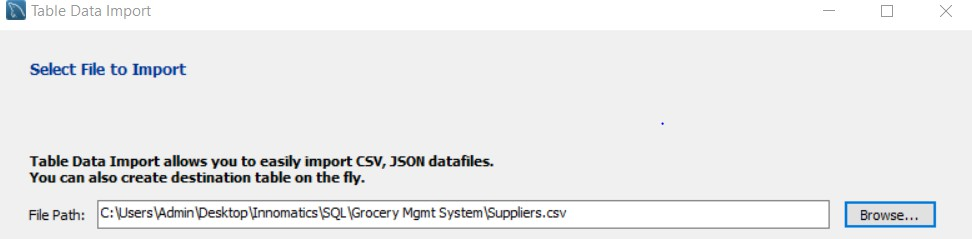 Table Data Import
Select File to Import
Table Data Import allows you to easily import CSV, JSON datafiles.
You can also create destination table on the fly.
File Path: C:\Users\Admin\Desktop\Innomatics\SQL\Grocery Mgmt System\Suppliers.csv Browse...